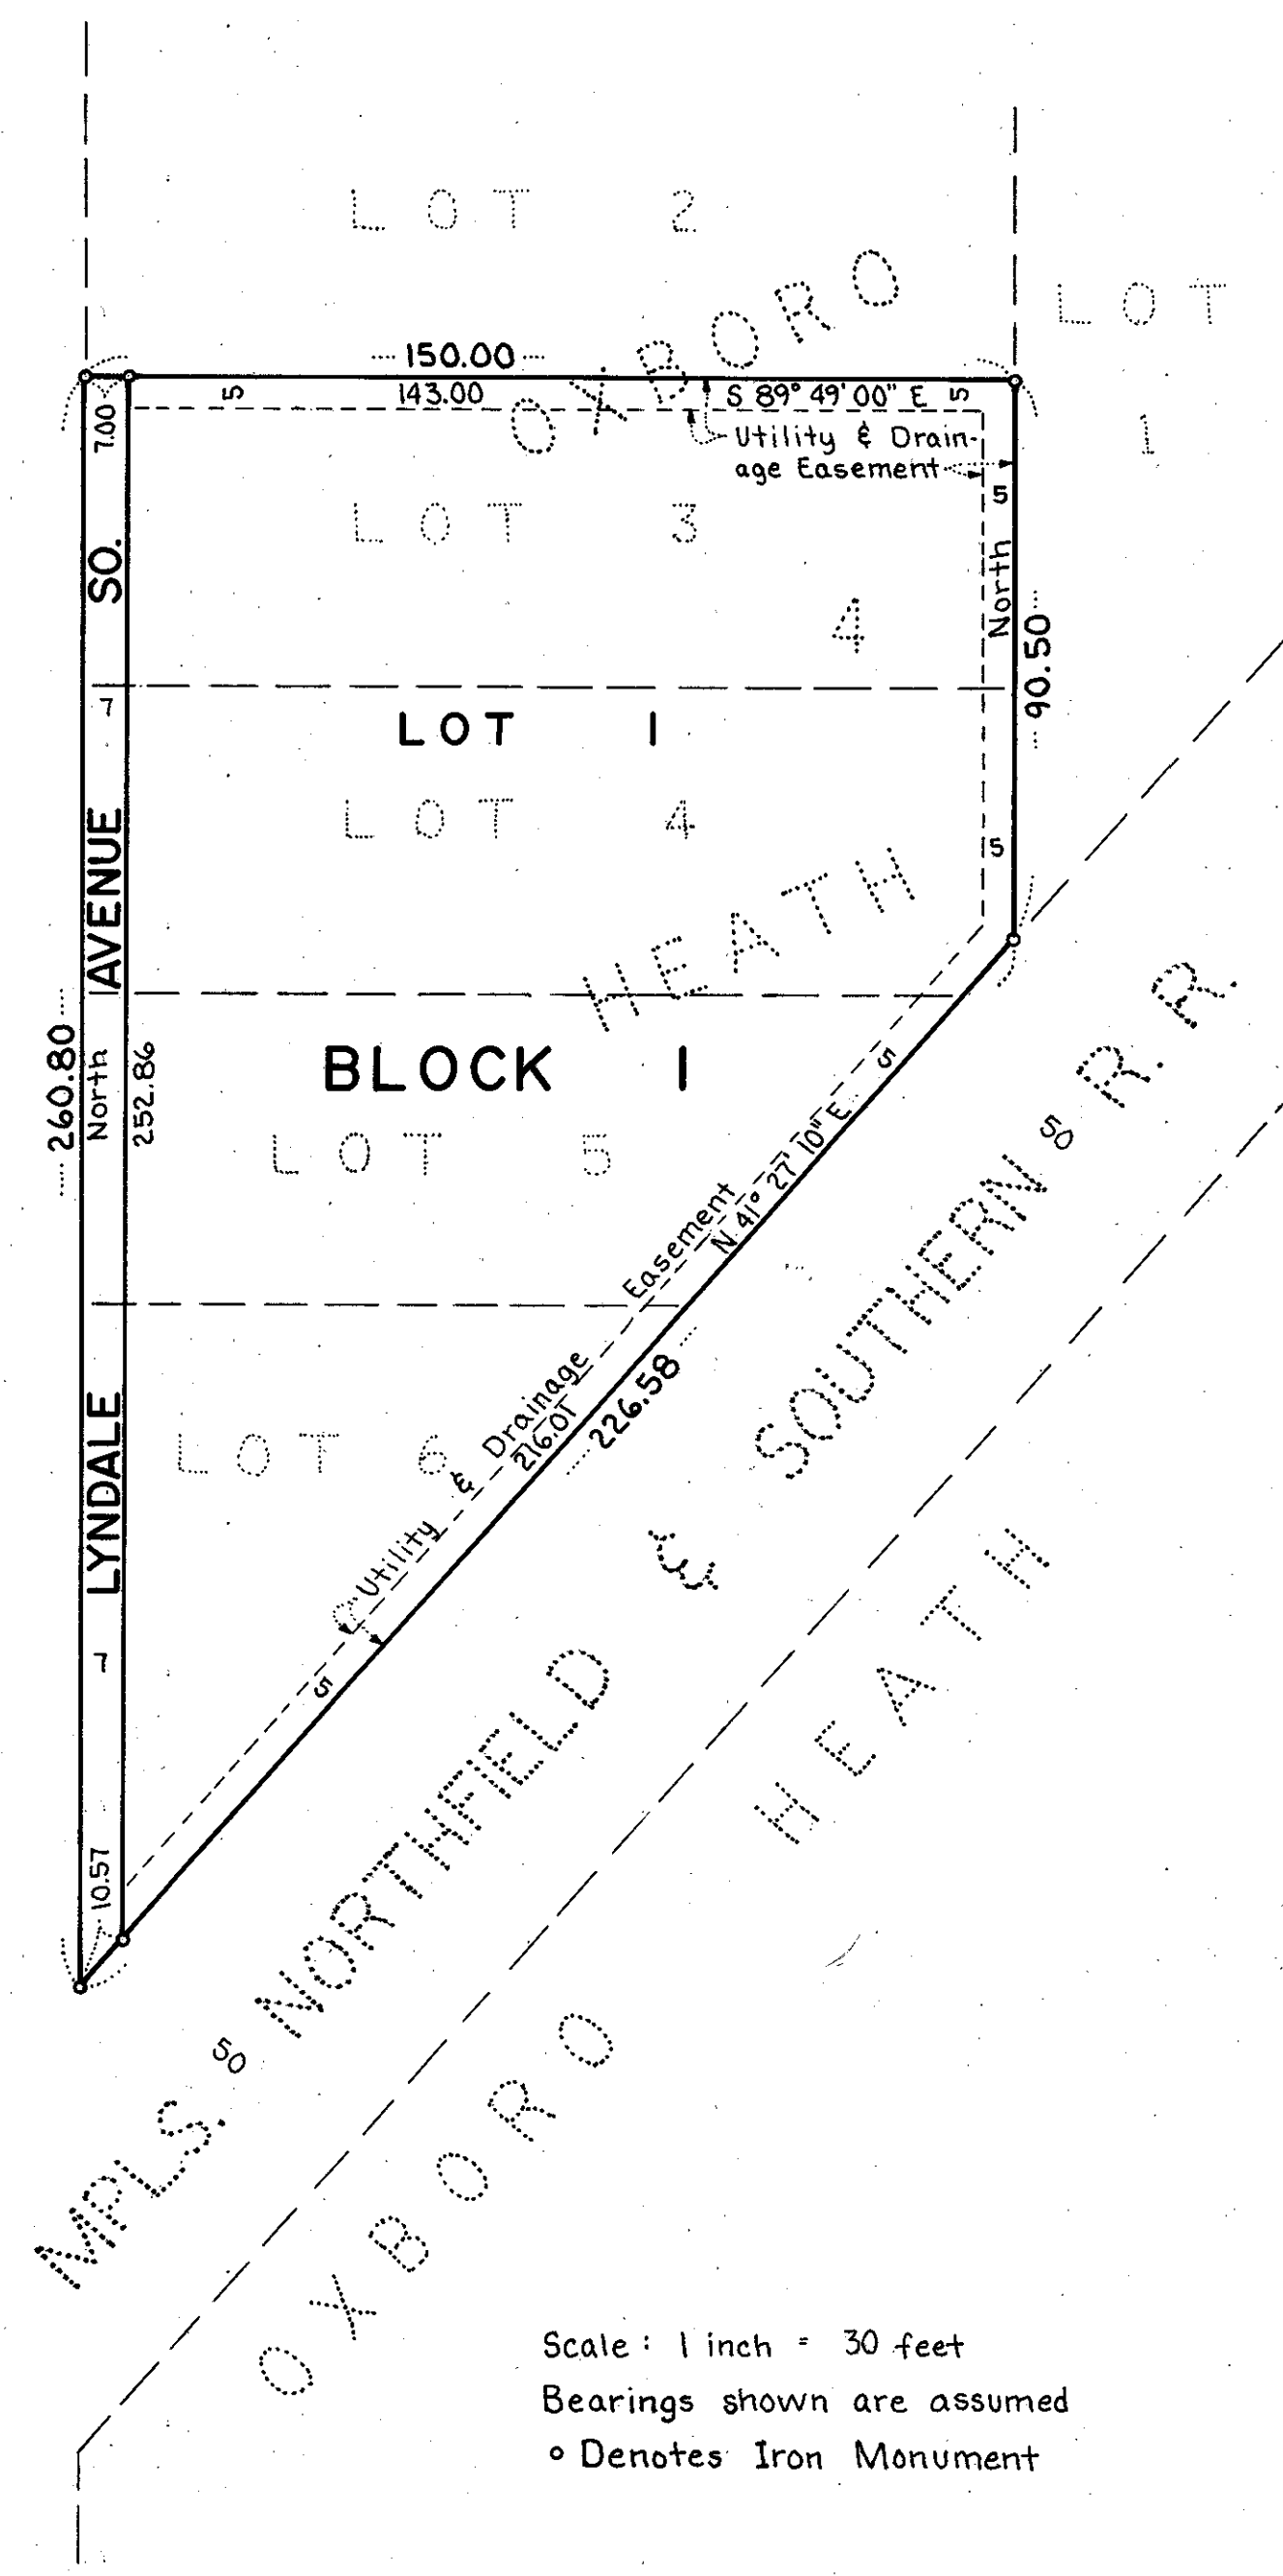 LOT 2
OXBORO
LOT
1
150.00
5 143.00 S 89° 49' 00" E 5
7.00
Utility & Drain-
age Easement
5
LOT 3
4
North
90.50
SO.
7
LOT 1
LOT 4
5
HEATH
AVENUE
260.80
North
252.86
BLOCK 1
LOT 5
5
N 41° 27' 10" E
Utility & Drainage Easement
216.01
226.58
LYNDALE
LOT 6
7
5
10.57
MPLS. 50 NORTHFIELD & SOUTHERN 50 R. R.
OXBORO HEATH
Scale : 1 inch = 30 feet
Bearings shown are assumed
o Denotes Iron Monument